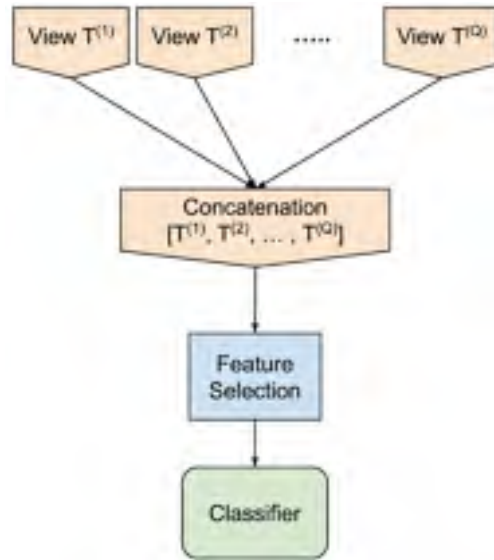 View T⁽¹⁾ View T⁽²⁾ ..... View T⁽Q⁾
Concatenation
[T⁽¹⁾, T⁽²⁾, ... , T⁽Q⁾]
Feature
Selection
Classifier